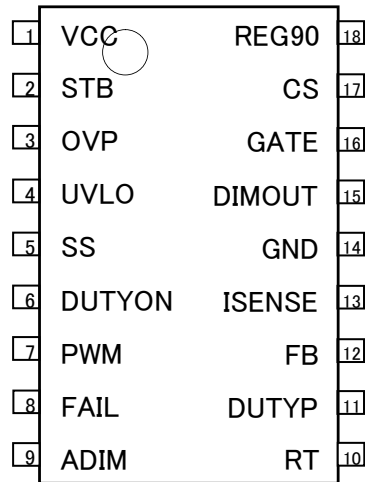 1 VCC REG90 18
2 STB CS 17
3 OVP GATE 16
4 UVLO DIMOUT 15
5 SS GND 14
6 DUTYON ISENSE 13
7 PWM FB 12
8 FAIL DUTYP 11
9 ADIM RT 10